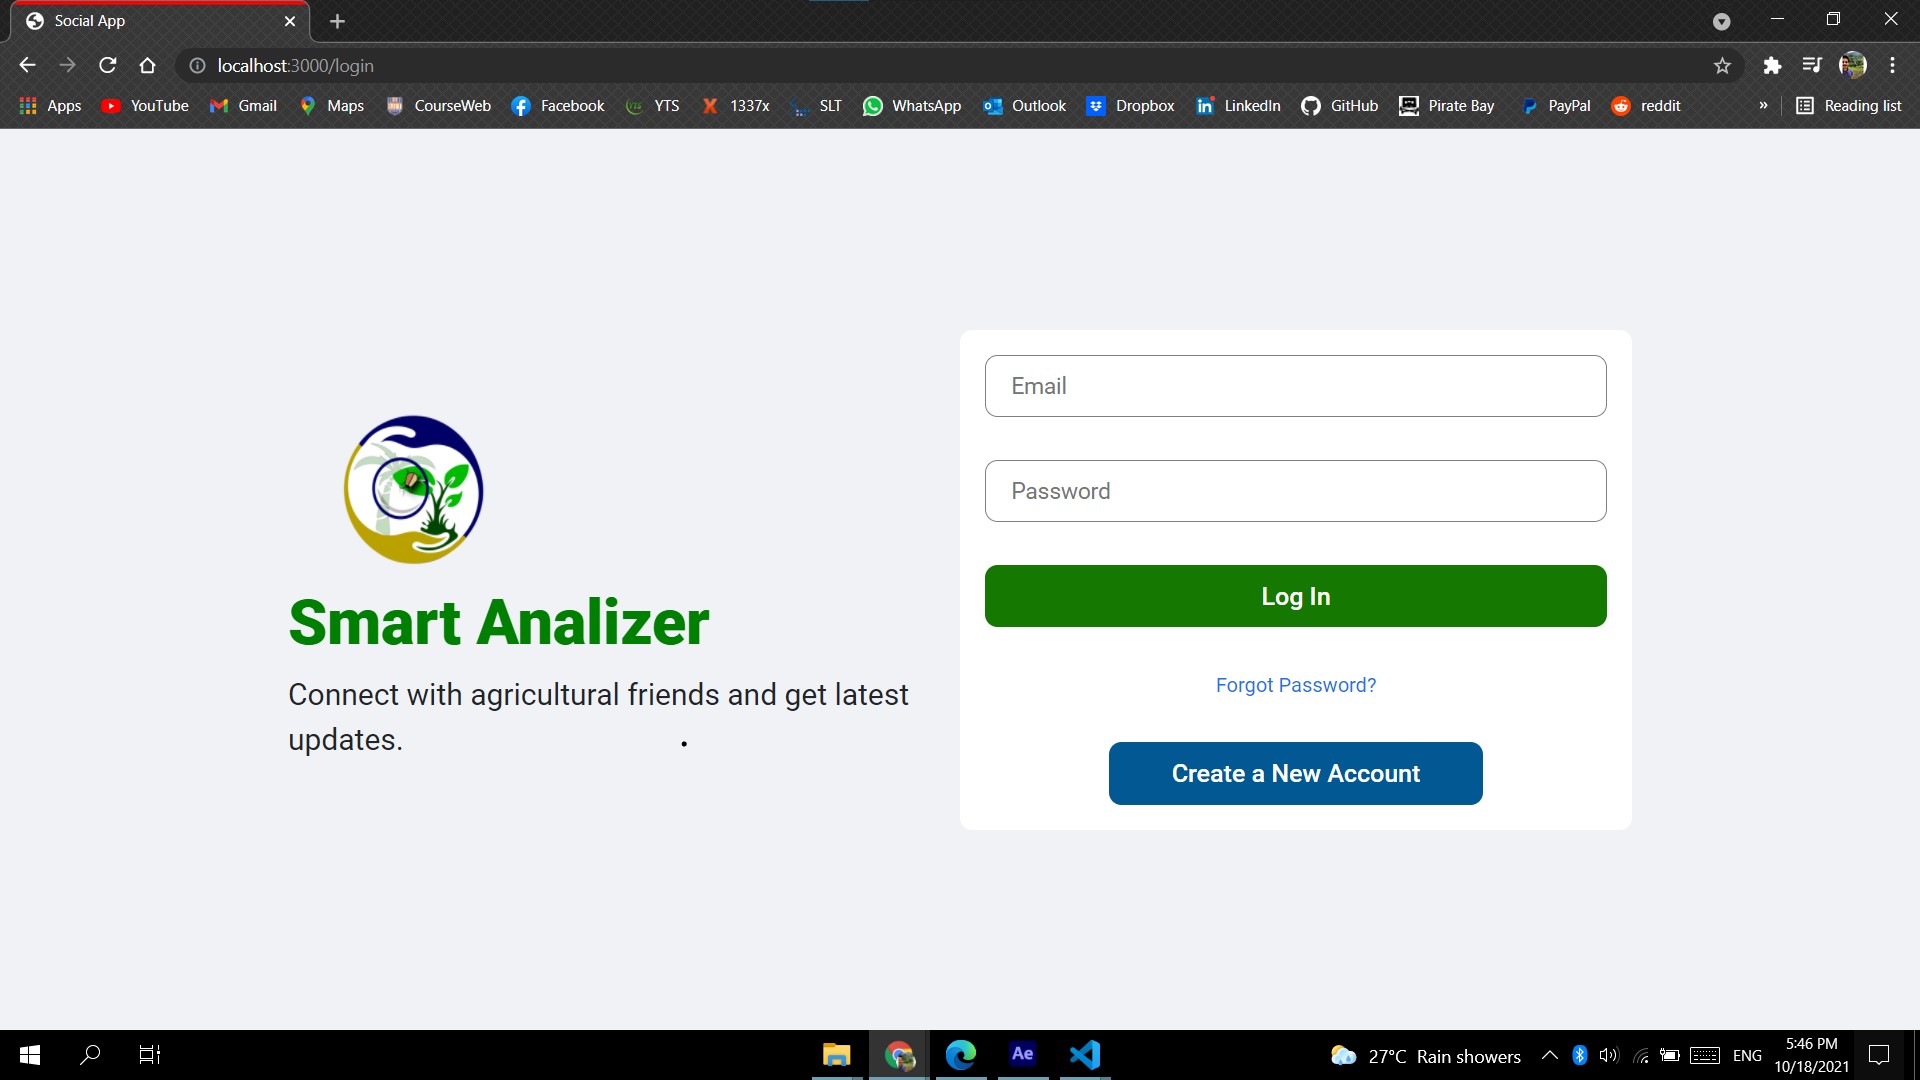 Social App
localhost:3000/login
Apps YouTube Gmail Maps CourseWeb Facebook YTS 1337x SLT WhatsApp Outlook Dropbox LinkedIn GitHub Pirate Bay PayPal reddit » Reading list
Email
Password
Log In
Forgot Password?
Create a New Account
Smart Analizer
Connect with agricultural friends and get latest
updates.
Ae
27°C Rain showers
ENG
5:46 PM
10/18/2021